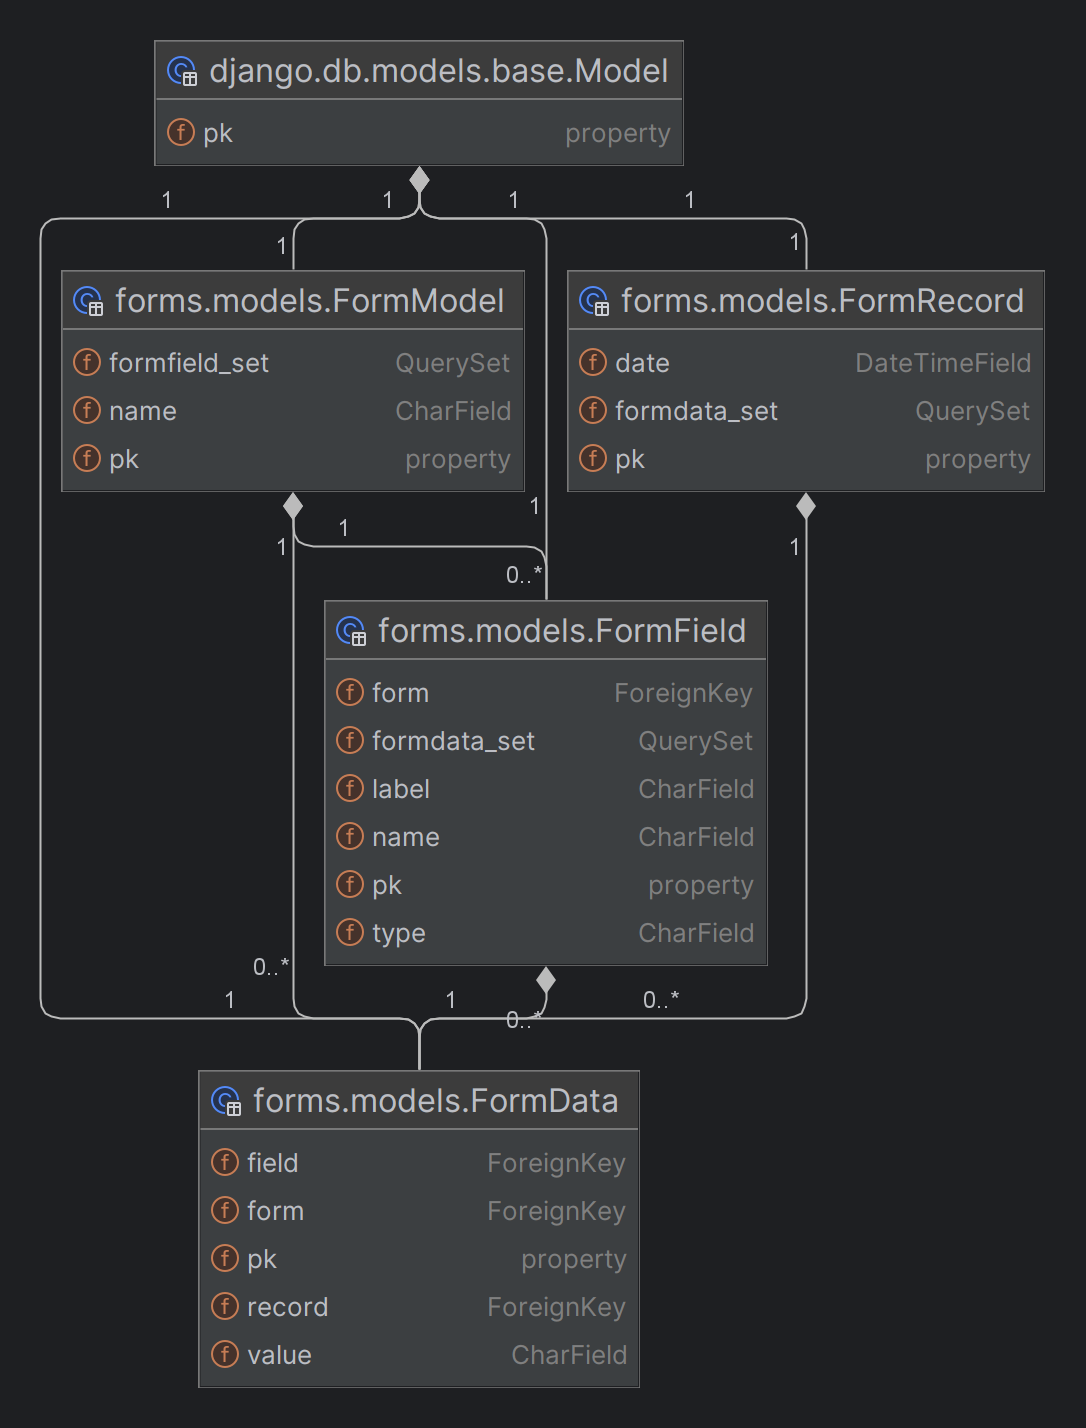 django.db.models.base.Model
pk property
1 1 1 1
1 1
forms.models.FormModel
formfield_set QuerySet
name CharField
pk property
forms.models.FormRecord
date DateTimeField
formdata_set QuerySet
pk property
1 1
1 1
0..*
forms.models.FormField
form ForeignKey
formdata_set QuerySet
label CharField
name CharField
pk property
type CharField
0..*
1 1 0..*
0..*
forms.models.FormData
field ForeignKey
form ForeignKey
pk property
record ForeignKey
value CharField